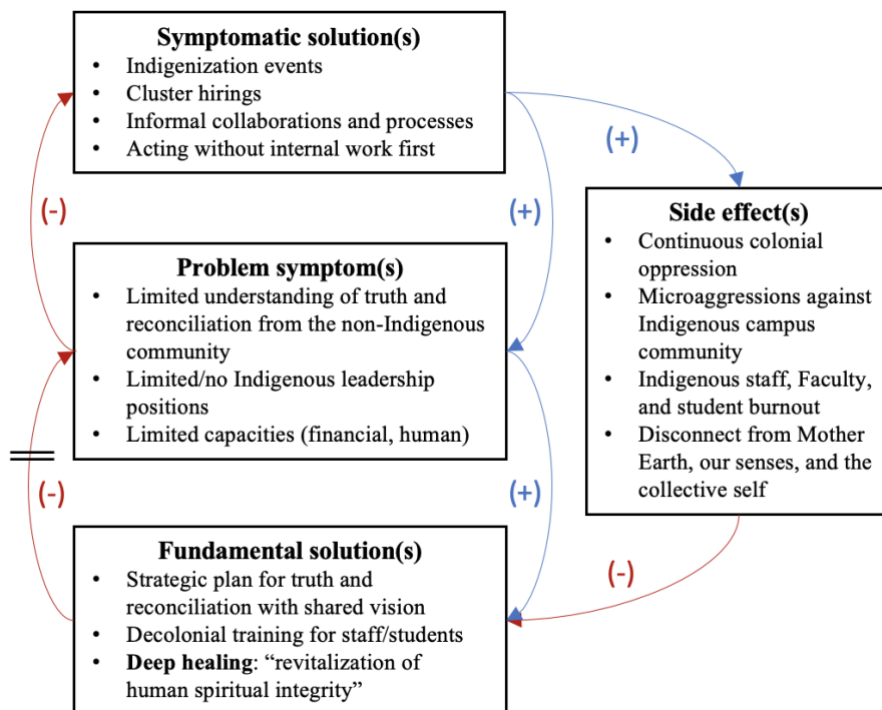 Symptomatic solution(s)
• Indigenization events
• Cluster hirings
• Informal collaborations and processes
• Acting without internal work first
(+)
(-)
(+)
Side effect(s)
• Continuous colonial
oppression
• Microaggressions against
Indigenous campus
community
• Indigenous staff, Faculty,
and student burnout
• Disconnect from Mother
Earth, our senses, and the
collective self
Problem symptom(s)
• Limited understanding of truth and
reconciliation from the non-Indigenous
community
• Limited/no Indigenous leadership
positions
• Limited capacities (financial, human)
(-)
(+)
(-)
Fundamental solution(s)
• Strategic plan for truth and
reconciliation with shared vision
• Decolonial training for staff/students
• Deep healing: “revitalization of
human spiritual integrity”